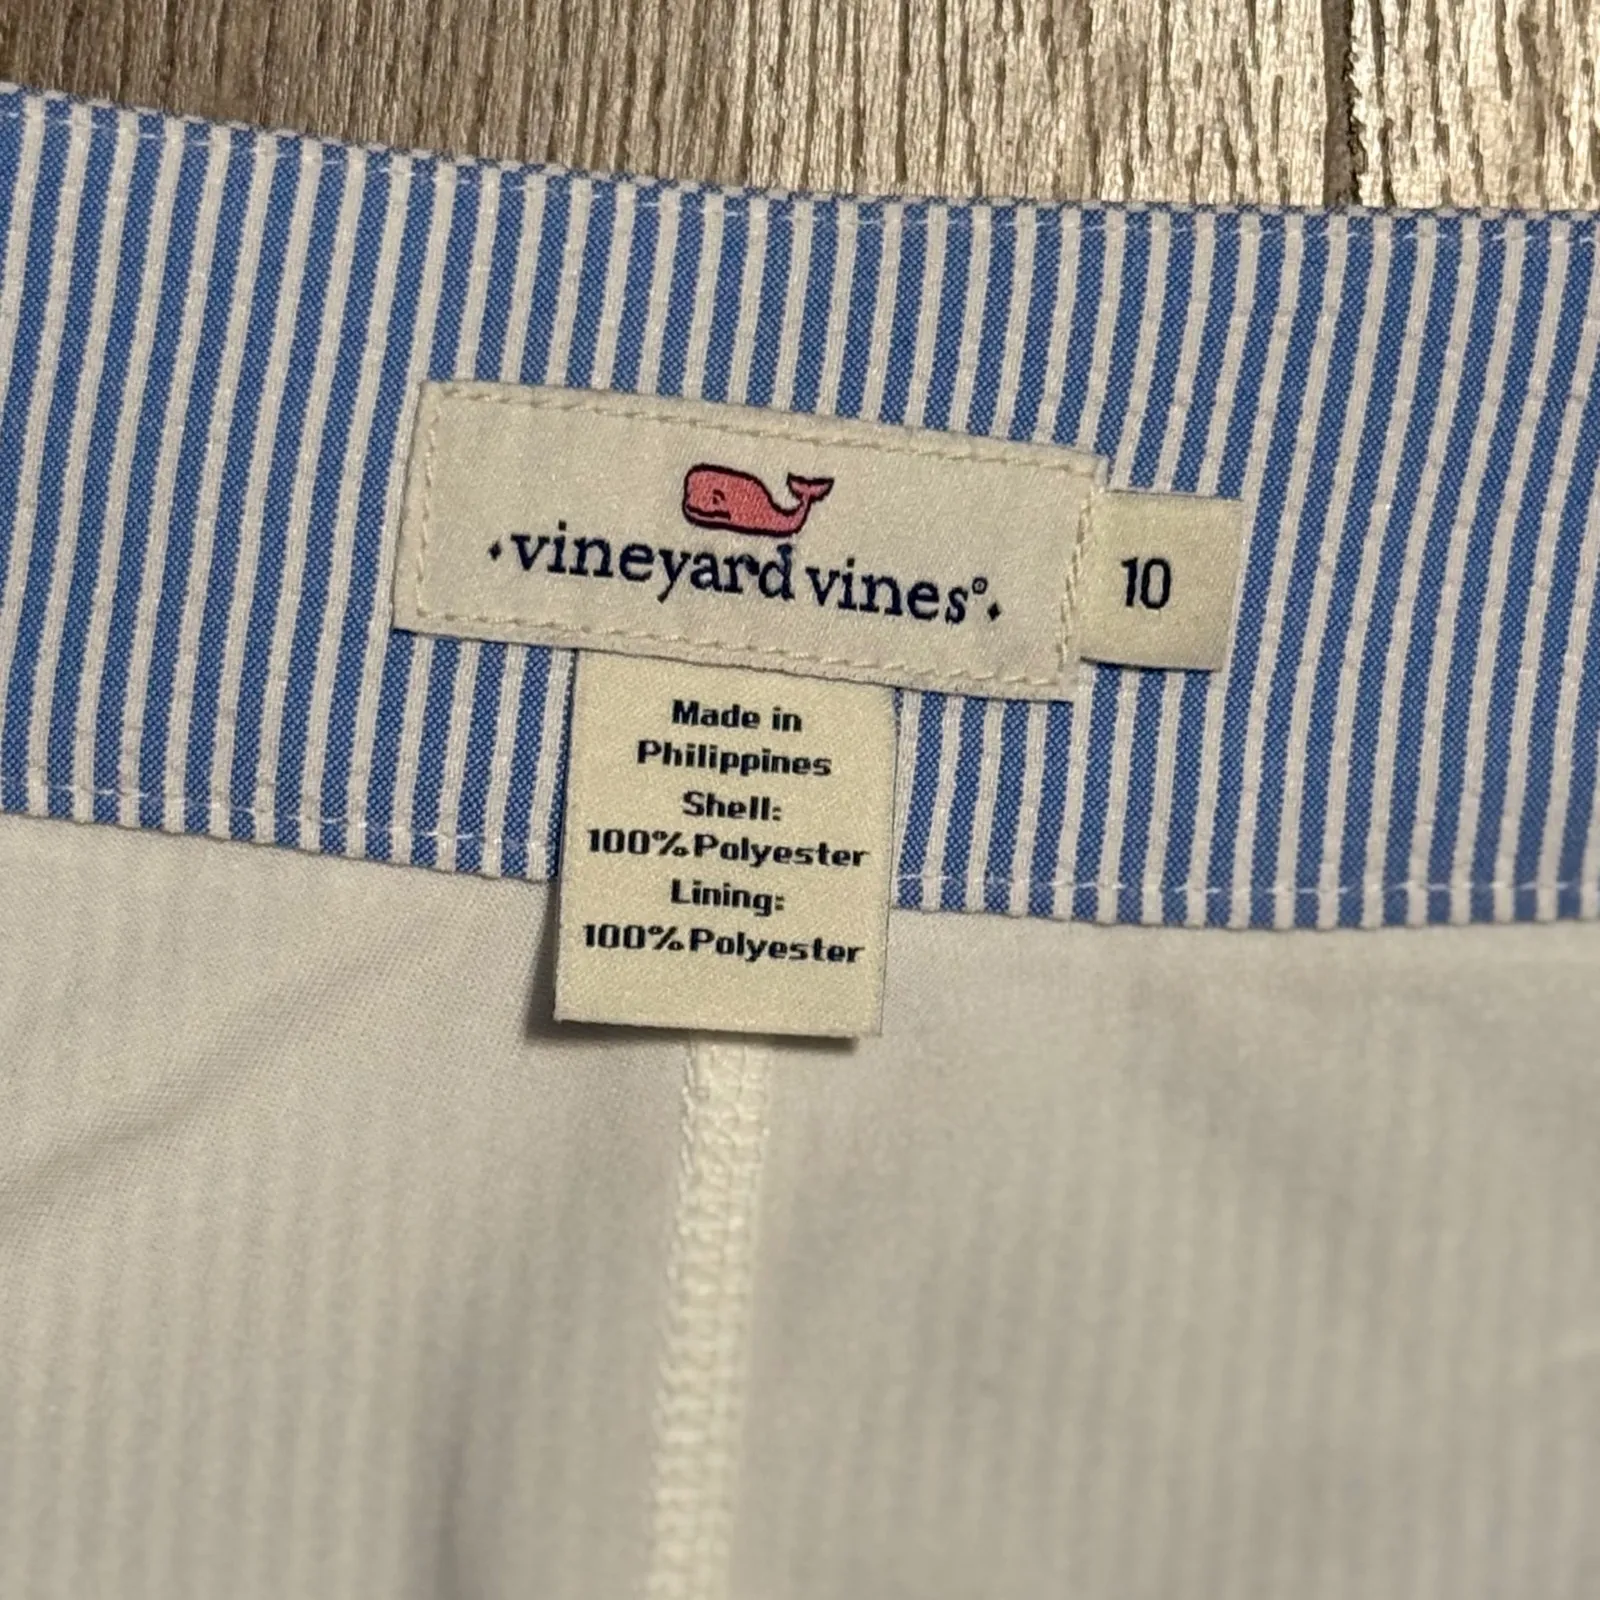 vineyard vines®
10
Made in
Philippines
Shell:
100% Polyester
Lining:
100% Polyester